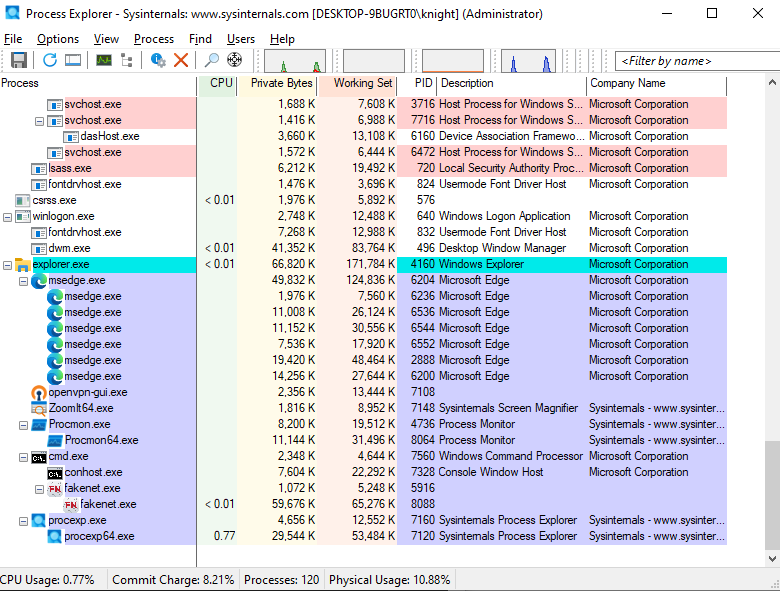 Process Explorer - Sysinternals: www.sysinternals.com [DESKTOP-9BUGRT0\knight] (Administrator)
File Options View Process Find Users Help
<Filter by name>
Process CPU Private Bytes Working Set PID Description Company Name
svchost.exe 1,688 K 7,608 K 3716 Host Process for Windows S... Microsoft Corporation
svchost.exe 1,416 K 6,988 K 7716 Host Process for Windows S... Microsoft Corporation
dasHost.exe 3,660 K 13,108 K 6160 Device Association Framewo... Microsoft Corporation
svchost.exe 1,572 K 6,444 K 6472 Host Process for Windows S... Microsoft Corporation
lsass.exe 6,212 K 19,492 K 720 Local Security Authority Proc... Microsoft Corporation
fontdrvhost.exe 1,476 K 3,696 K 824 Usermode Font Driver Host Microsoft Corporation
csrss.exe < 0.01 1,976 K 5,892 K 576
winlogon.exe 2,748 K 12,488 K 640 Windows Logon Application Microsoft Corporation
fontdrvhost.exe 7,268 K 12,988 K 832 Usermode Font Driver Host Microsoft Corporation
dwm.exe < 0.01 41,352 K 83,764 K 496 Desktop Window Manager Microsoft Corporation
explorer.exe < 0.01 66,820 K 171,784 K 4160 Windows Explorer Microsoft Corporation
msedge.exe 49,832 K 124,836 K 6204 Microsoft Edge Microsoft Corporation
msedge.exe 1,976 K 7,560 K 6236 Microsoft Edge Microsoft Corporation
msedge.exe 11,008 K 26,124 K 6536 Microsoft Edge Microsoft Corporation
msedge.exe 11,152 K 30,556 K 6544 Microsoft Edge Microsoft Corporation
msedge.exe 7,536 K 17,920 K 6552 Microsoft Edge Microsoft Corporation
msedge.exe 19,420 K 48,464 K 2888 Microsoft Edge Microsoft Corporation
msedge.exe 14,256 K 27,644 K 6200 Microsoft Edge Microsoft Corporation
openvpn-gui.exe 2,356 K 13,444 K 7108
ZoomIt64.exe 1,816 K 8,952 K 7148 Sysinternals Screen Magnifier Sysinternals - www.sysinter...
Procmon.exe 8,200 K 19,512 K 4736 Process Monitor Sysinternals - www.sysinter...
Procmon64.exe 11,144 K 31,496 K 8064 Process Monitor Sysinternals - www.sysinter...
cmd.exe 2,348 K 4,644 K 7560 Windows Command Processor Microsoft Corporation
conhost.exe 7,604 K 22,292 K 7328 Console Window Host Microsoft Corporation
fakenet.exe 1,072 K 5,248 K 5916
fakenet.exe < 0.01 59,676 K 65,276 K 8088
procexp.exe 4,656 K 12,552 K 7160 Sysinternals Process Explorer Sysinternals - www.sysinter...
procexp64.exe 0.77 29,544 K 53,484 K 7120 Sysinternals Process Explorer Sysinternals - www.sysinter...
CPU Usage: 0.77% Commit Charge: 8.21% Processes: 120 Physical Usage: 10.88%